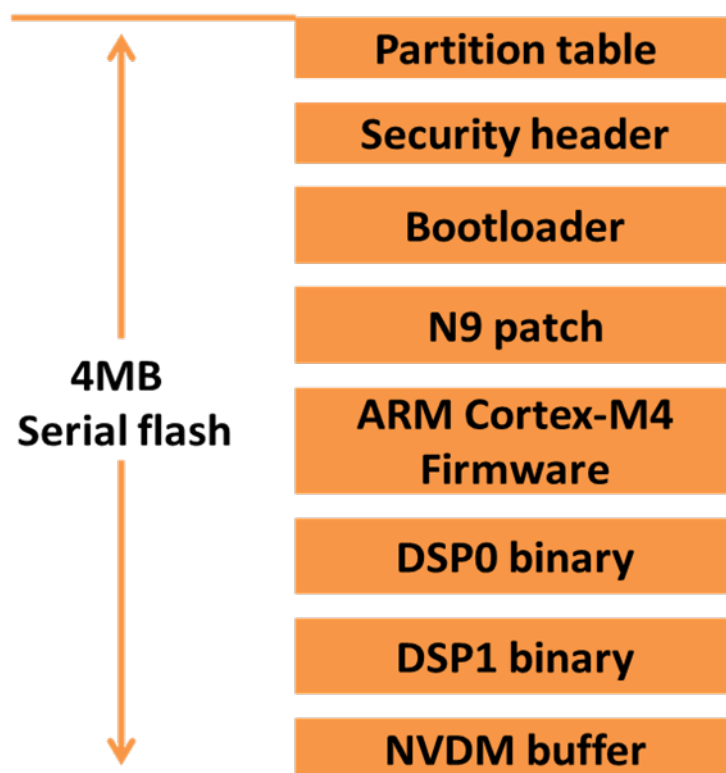 Partition table
Security header
Bootloader
N9 patch
4MB
Serial flash
ARM Cortex-M4
Firmware
DSP0 binary
DSP1 binary
NVDM buffer